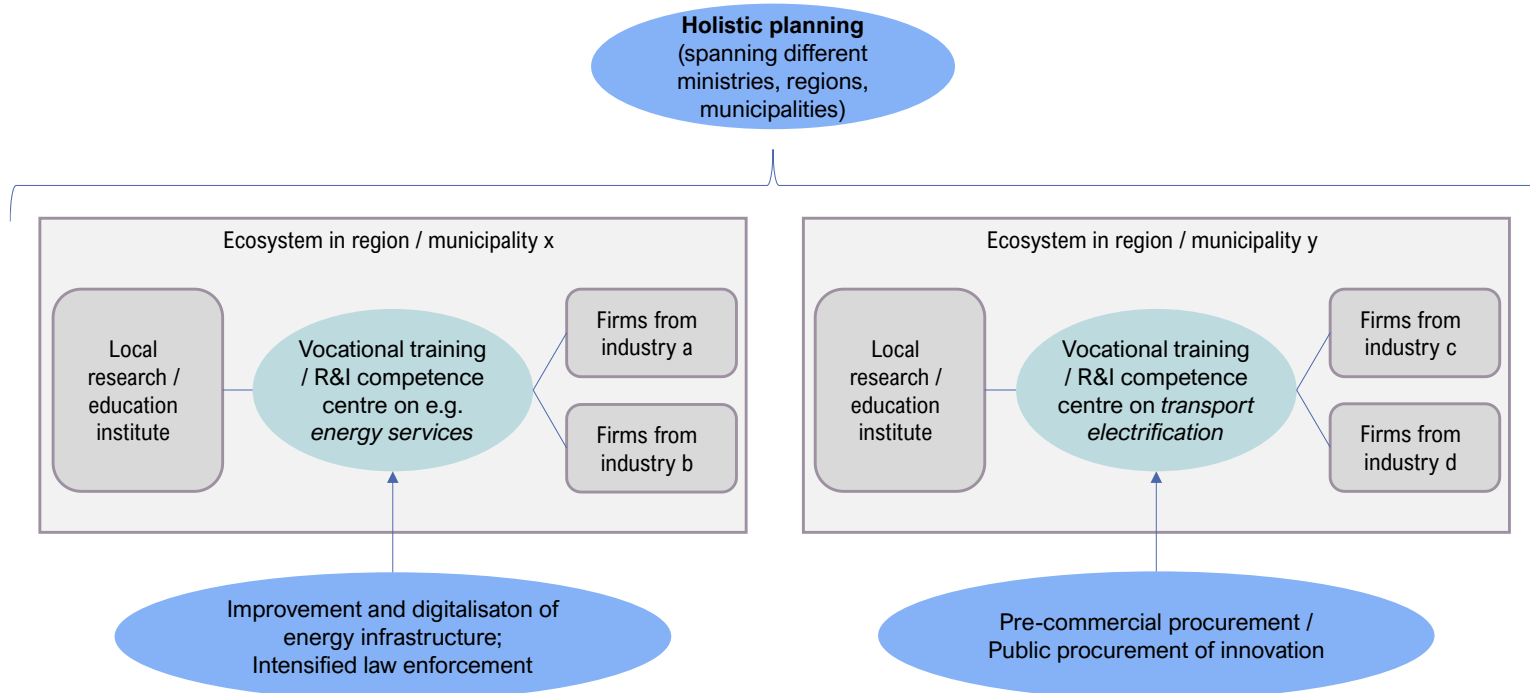 Holistic planning
(spanning different
ministries, regions,
municipalities)
Ecosystem in region / municipality x
Local
research /
education
institute
Vocational training
/ R&I competence
centre on e.g.
energy services
Firms from
industry a
Firms from
industry b
Improvement and digitalisaton of
energy infrastructure;
Intensified law enforcement
Ecosystem in region / municipality y
Local
research /
education
institute
Vocational training
/ R&I competence
centre on transport
electrification
Firms from
industry c
Firms from
industry d
Pre-commercial procurement /
Public procurement of innovation